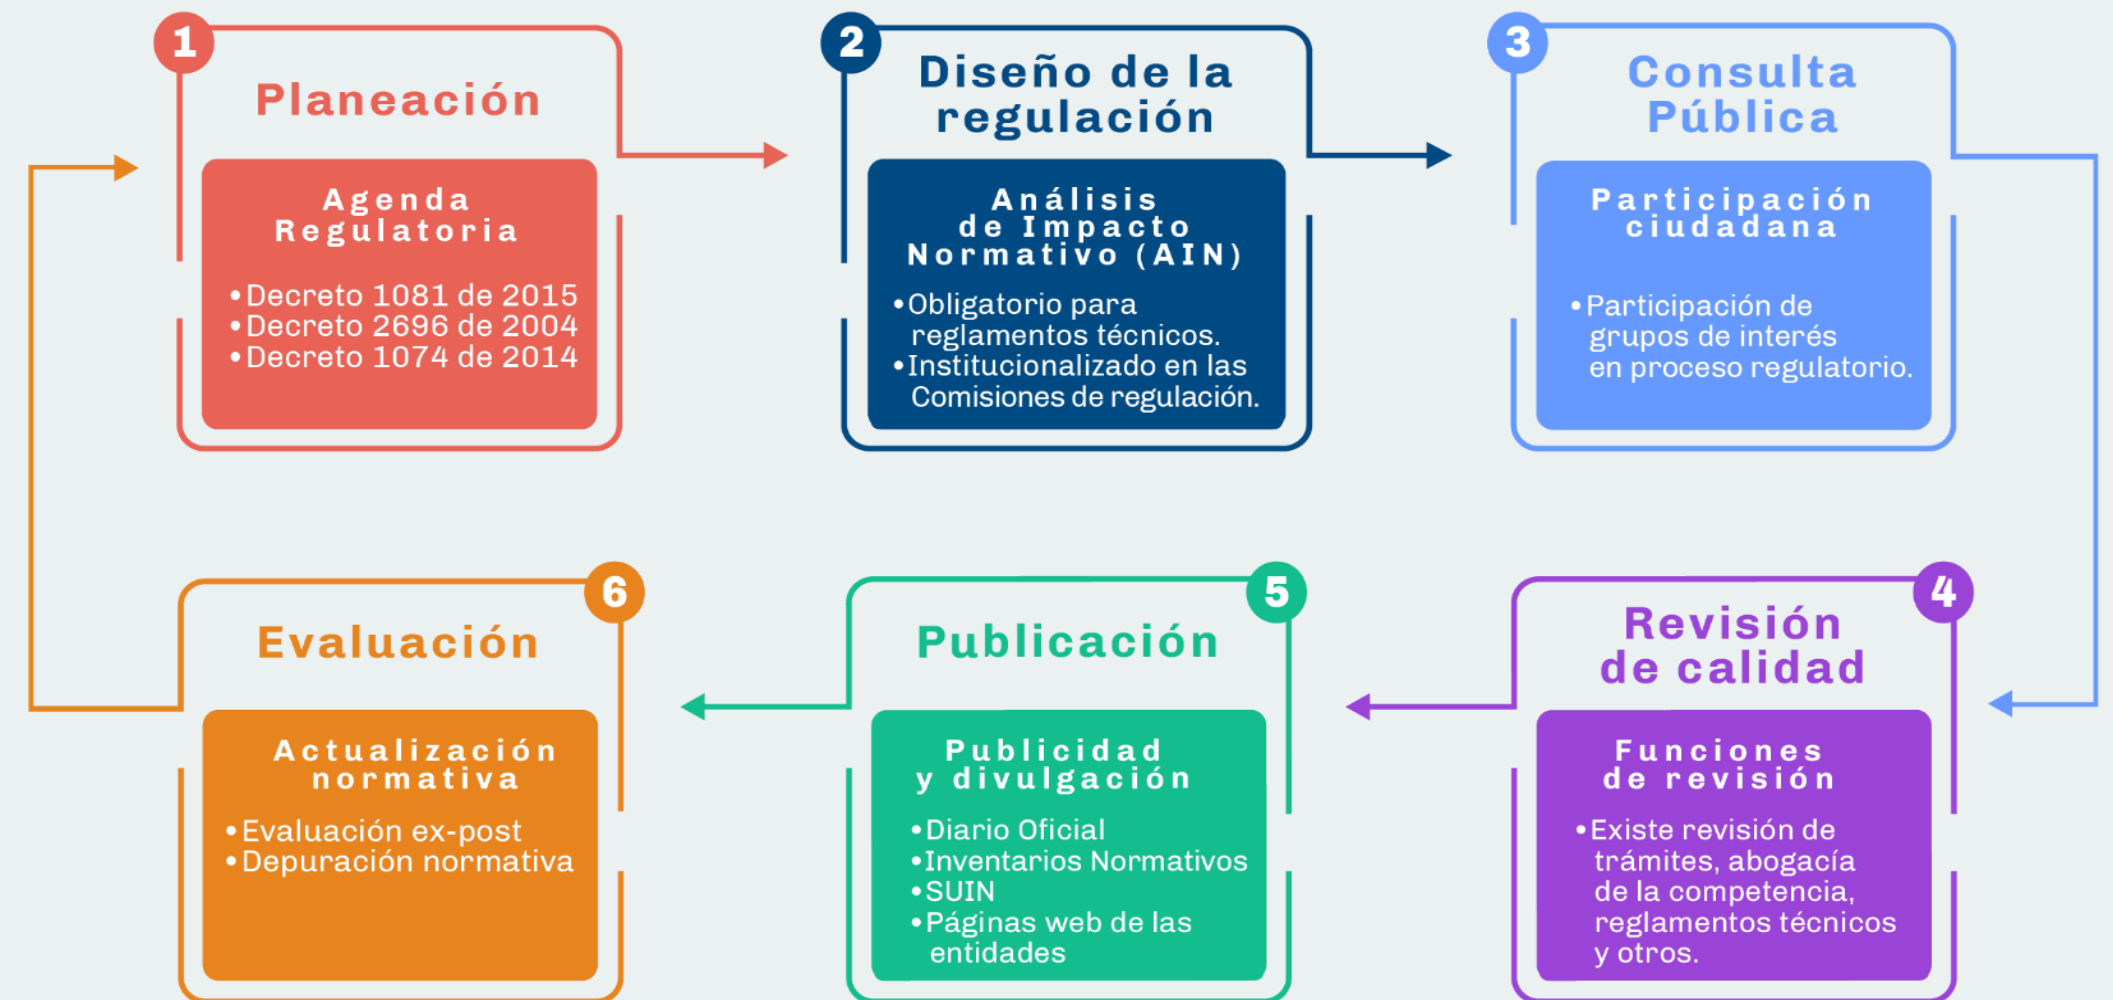 1
Planeación
Agenda
Regulatoria
•Decreto 1081 de 2015
•Decreto 2696 de 2004
•Decreto 1074 de 2014
2
Diseño de la
regulación
Análisis
de Impacto
Normativo (AIN)
•Obligatorio para
reglamentos técnicos.
•Institucionalizado en las
Comisiones de regulación.
3
Consulta
Pública
Participación
ciudadana
•Participación de
grupos de interés
en proceso regulatorio.
4
Revisión
de calidad
Funciones
de revisión
•Existe revisión de
trámites, abogacía
de la competencia,
reglamentos técnicos
y otros.
5
Publicación
Publicidad
y divulgación
•Diario Oficial
•Inventarios Normativos
•SUIN
•Páginas web de las
entidades
6
Evaluación
Actualización
normativa
•Evaluación ex-post
•Depuración normativa